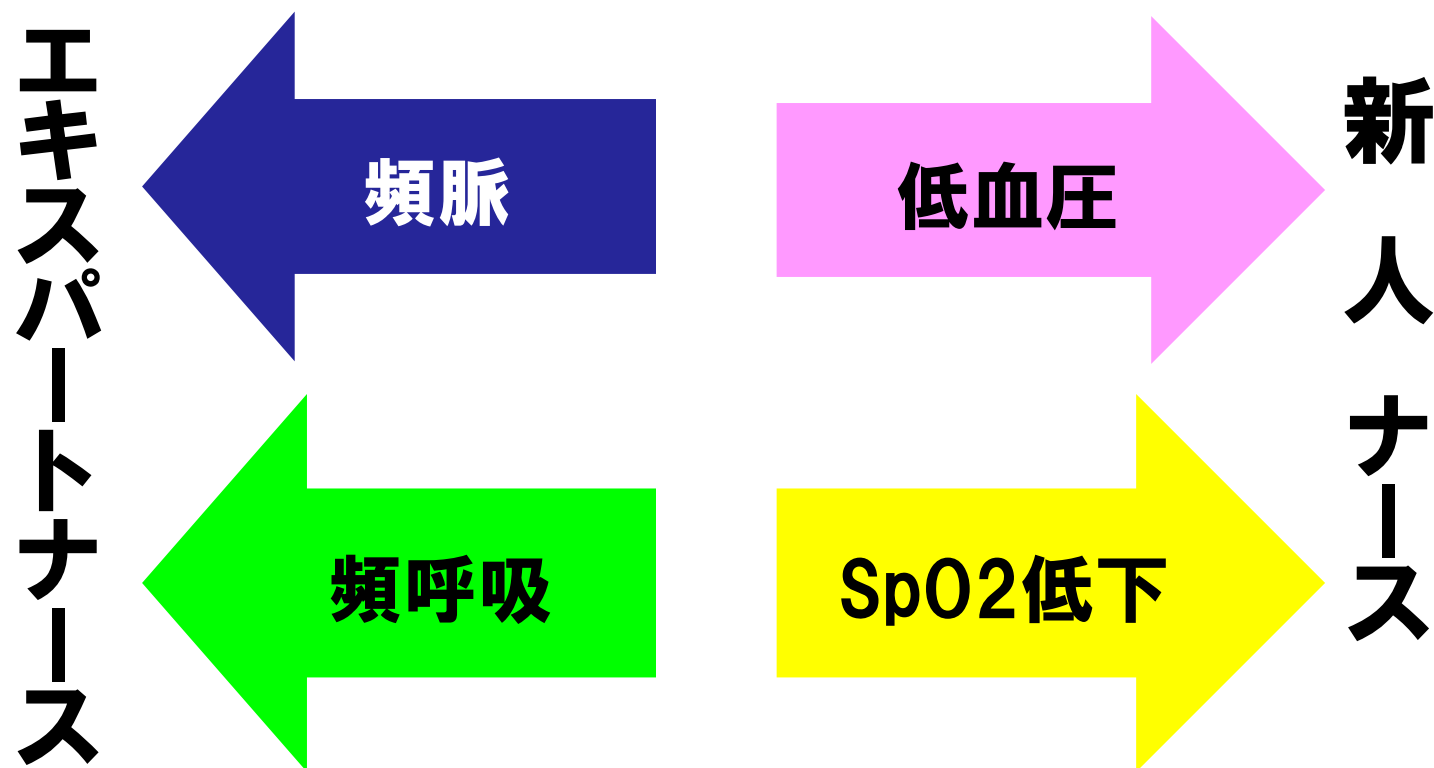 エキスパートナース
頻脈
低血圧
頻呼吸
SpO2低下
新人ナース